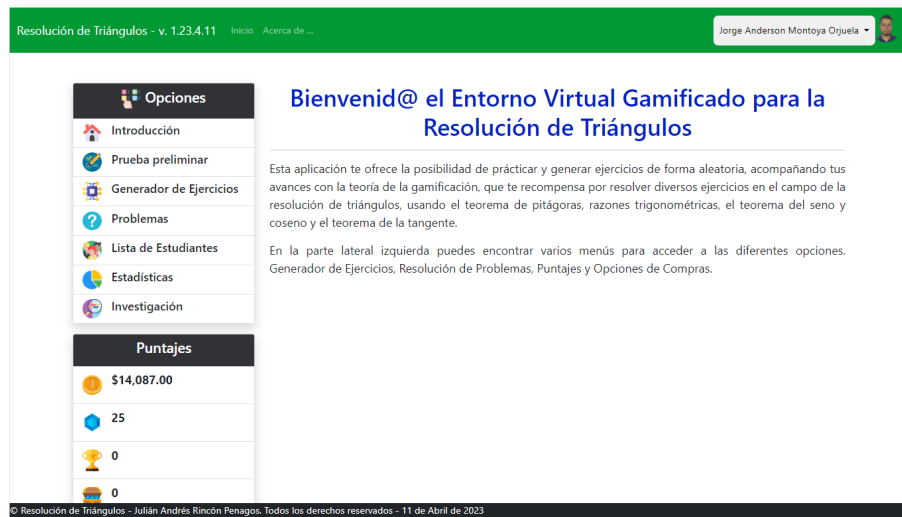 Resolución de Triángulos - v. 1.23.4.11 Inicio Acerca de ... Jorge Anderson Montoya Orjuela
Opciones
Introducción
Prueba preliminar
Generador de Ejercicios
Problemas
Lista de Estudiantes
Estadísticas
Investigación
Puntajes
$14,087.00
25
0
0
Bienvenid@ el Entorno Virtual Gamificado para la
Resolución de Triángulos
Esta aplicación te ofrece la posibilidad de prácticar y generar ejercicios de forma aleatoria, acompañando tus
avances con la teoría de la gamificación, que te recompensa por resolver diversos ejercicios en el campo de la
resolución de triángulos, usando el teorema de pitágoras, razones trigonométricas, el teorema del seno y
coseno y el teorema de la tangente.
En la parte lateral izquierda puedes encontrar varios menús para acceder a las diferentes opciones.
Generador de Ejercicios, Resolución de Problemas, Puntajes y Opciones de Compras.
© Resolución de Triángulos - Julián Andrés Rincón Penagos. Todos los derechos reservados - 11 de Abril de 2023